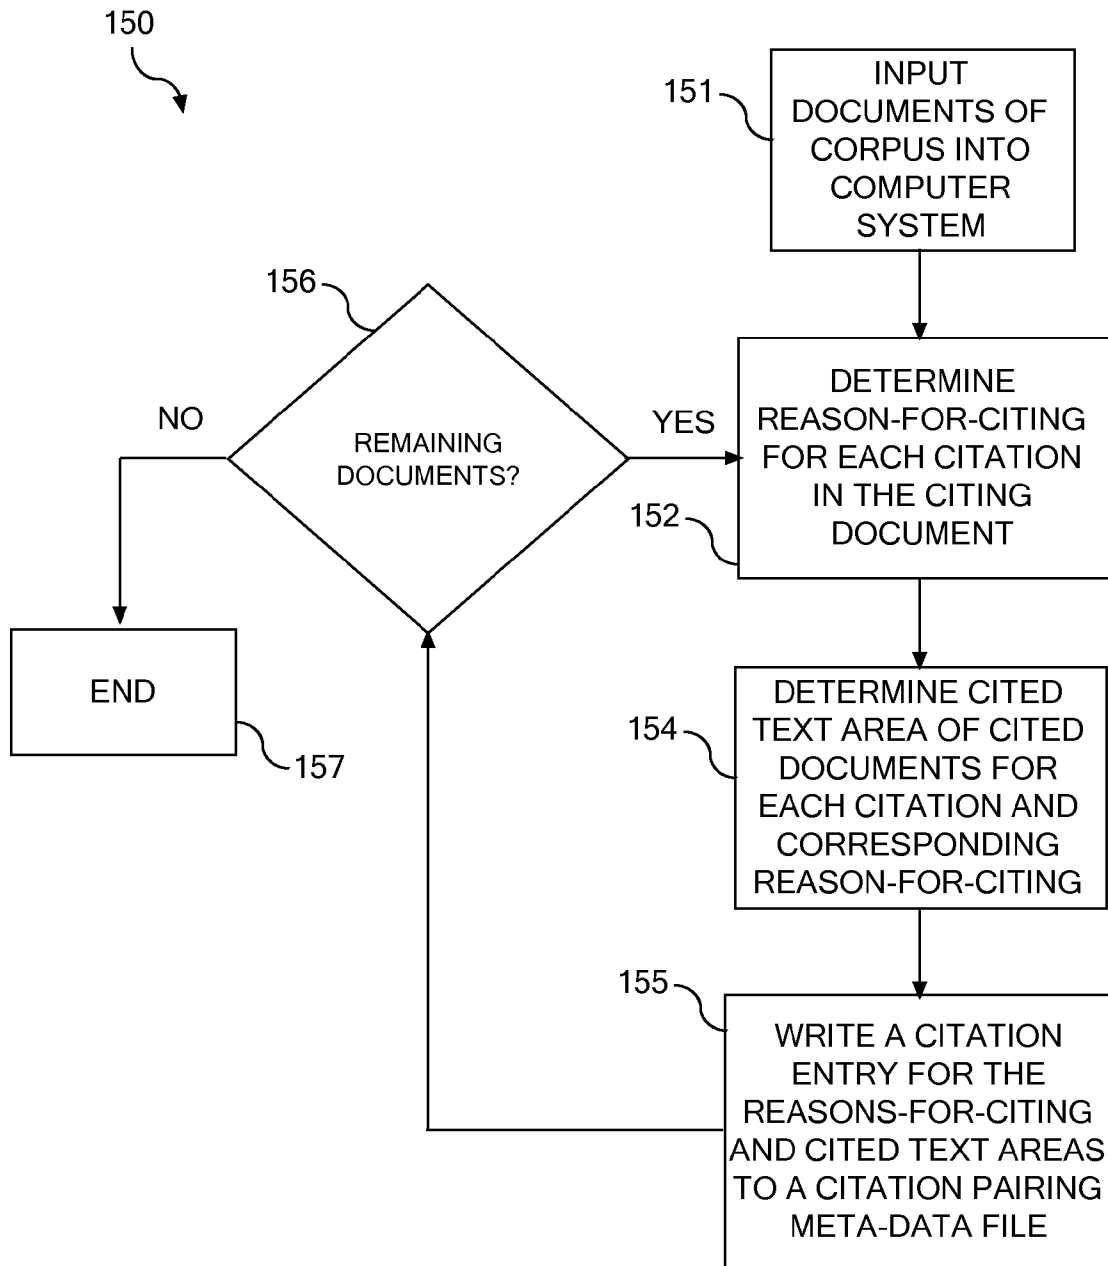 150
151
INPUT
DOCUMENTS OF
CORPUS INTO
COMPUTER
SYSTEM
156
NO
REMAINING
DOCUMENTS?
YES
DETERMINE
REASON-FOR-CITING
FOR EACH CITATION
IN THE CITING
DOCUMENT
152
END
157
154
DETERMINE CITED
TEXT AREA OF CITED
DOCUMENTS FOR
EACH CITATION AND
CORRESPONDING
REASON-FOR-CITING
155
WRITE A CITATION
ENTRY FOR THE
REASONS-FOR-CITING
AND CITED TEXT AREAS
TO A CITATION PAIRING
META-DATA FILE